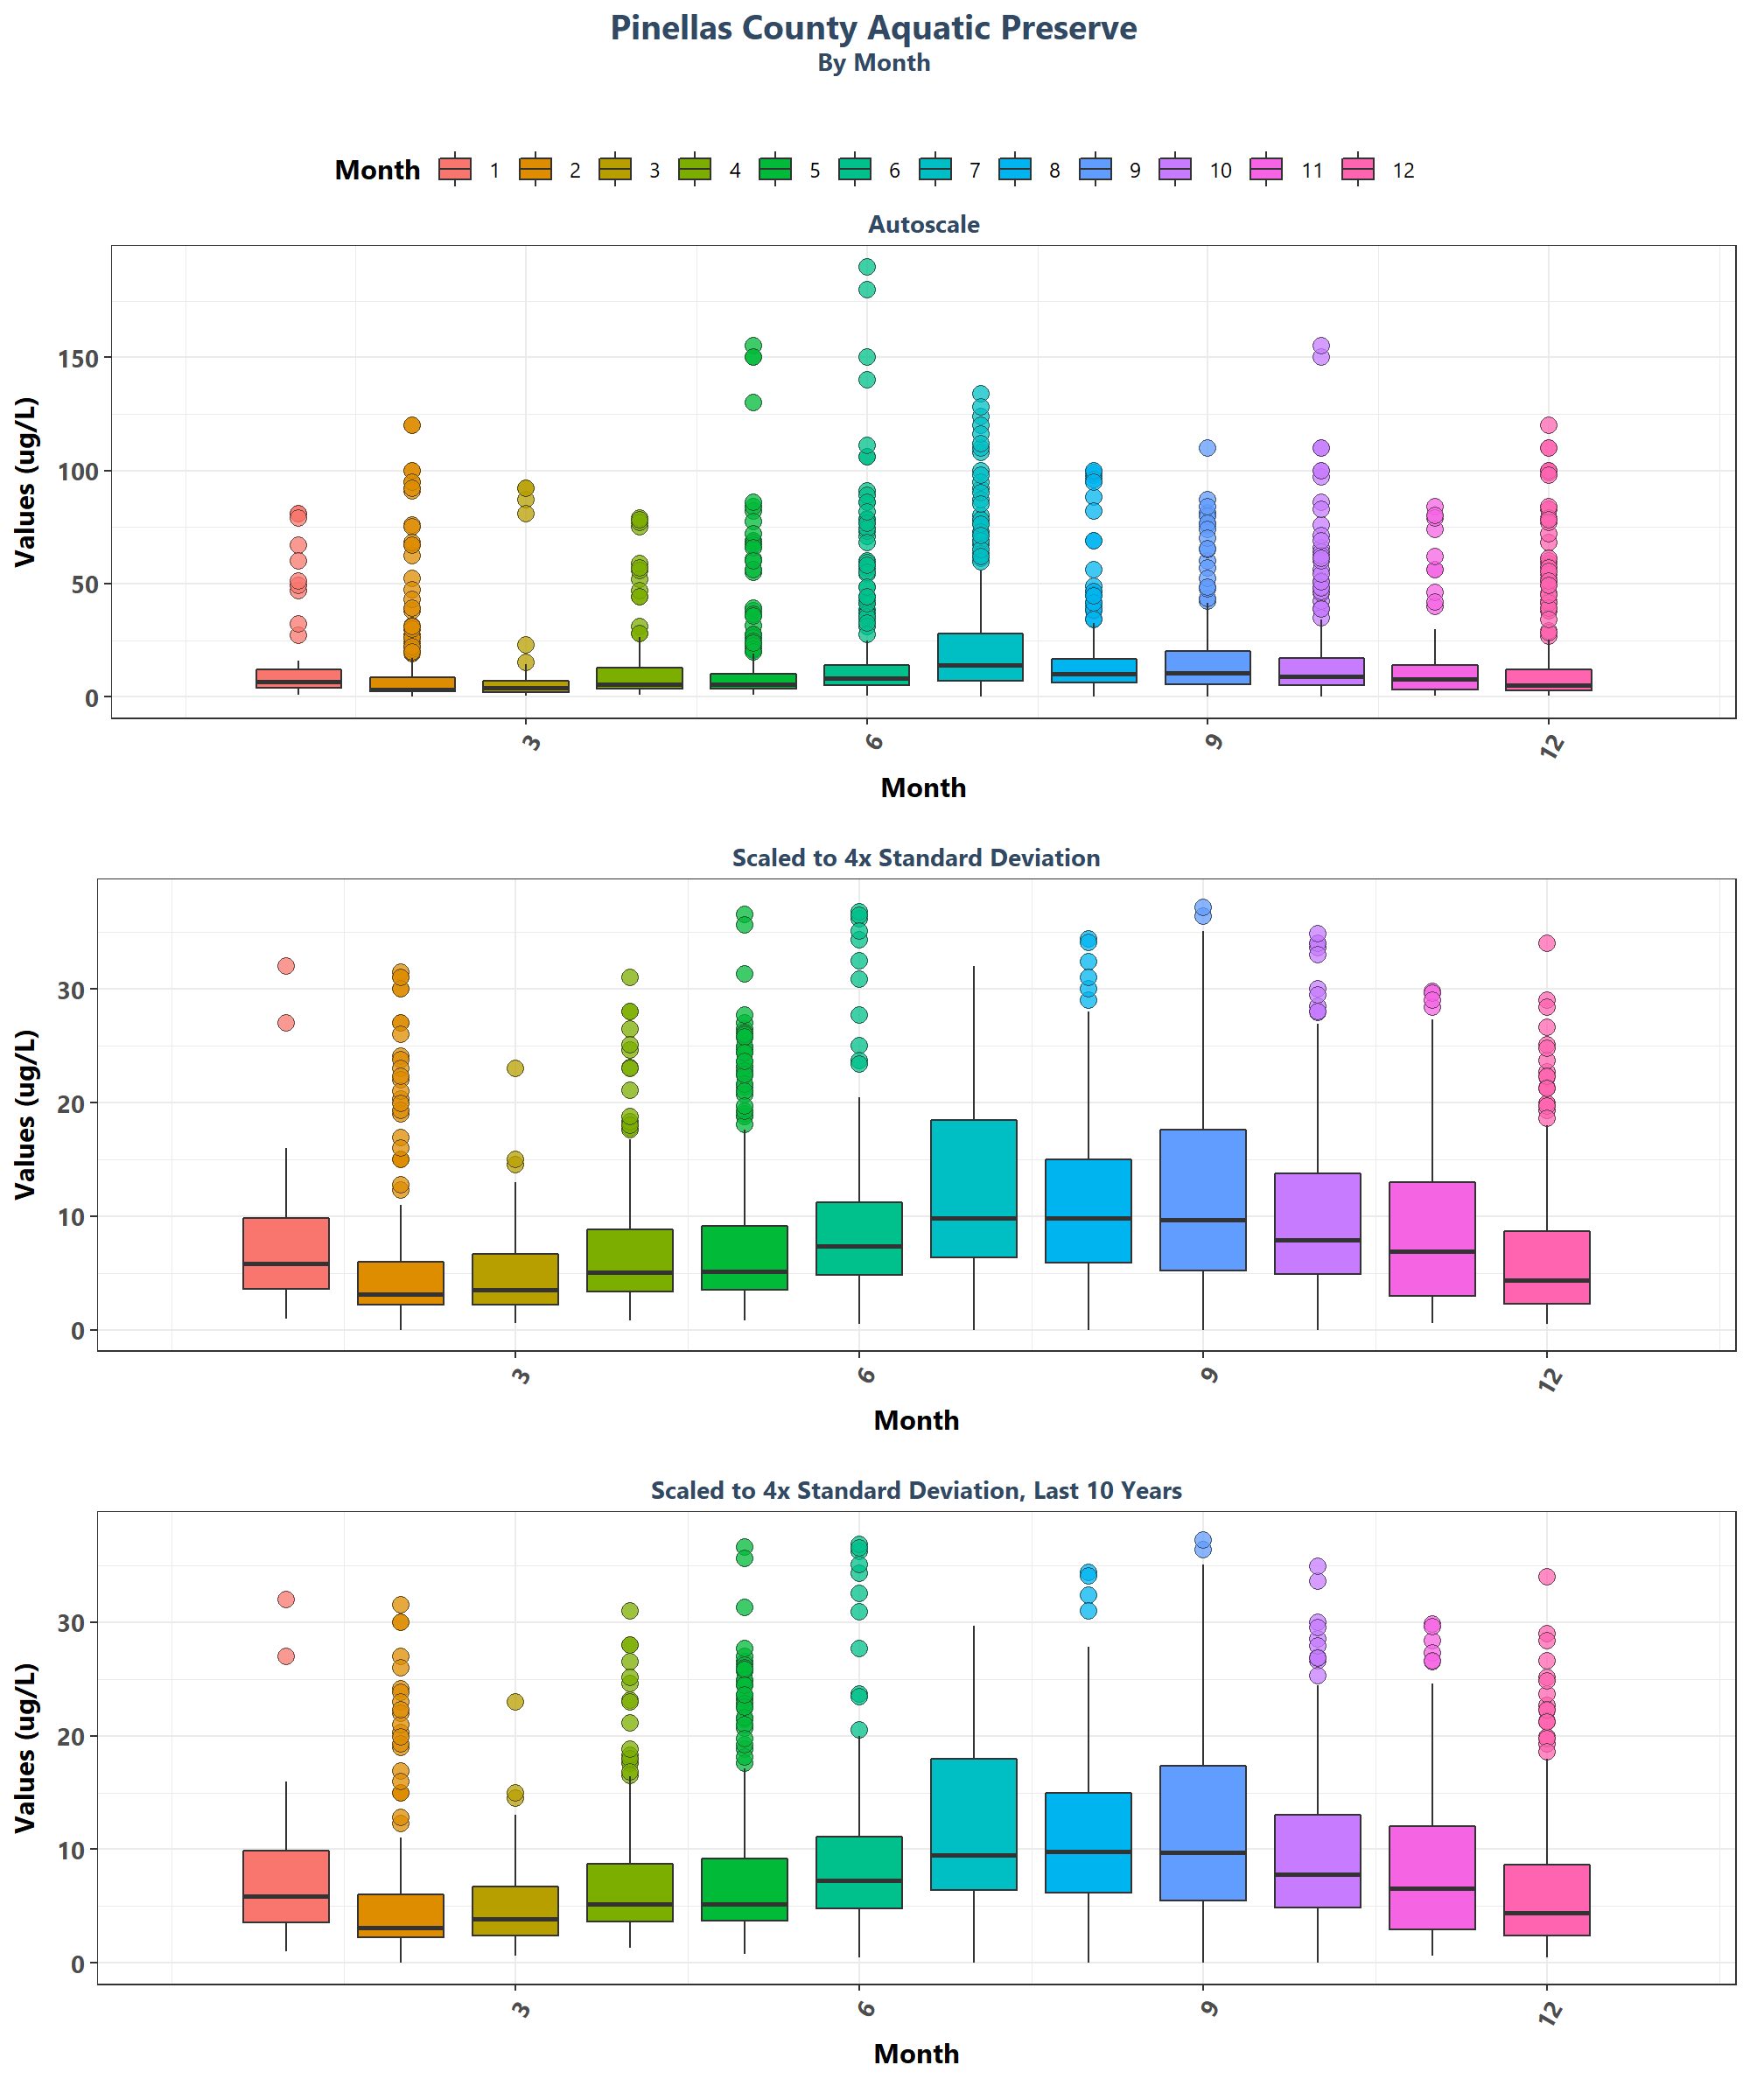 Pinellas County Aquatic Preserve
By Month
Month 1 2 3 4 5 6 7 8 9 10 11 12
Autoscale
Values (ug/L)
150
100
50
0
3 6 9 12
Month
Scaled to 4x Standard Deviation
Values (ug/L)
30
20
10
0
3 6 9 12
Month
Scaled to 4x Standard Deviation, Last 10 Years
Values (ug/L)
30
20
10
0
3 6 9 12
Month